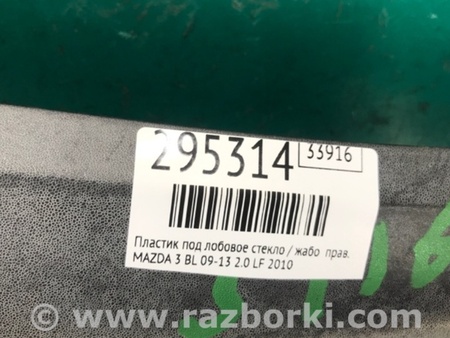 295314 33916
Пластик под лобовое стекло / жабо прав.
MAZDA 3 BL 09-13 2.0 LF 2010
www.razborki.com